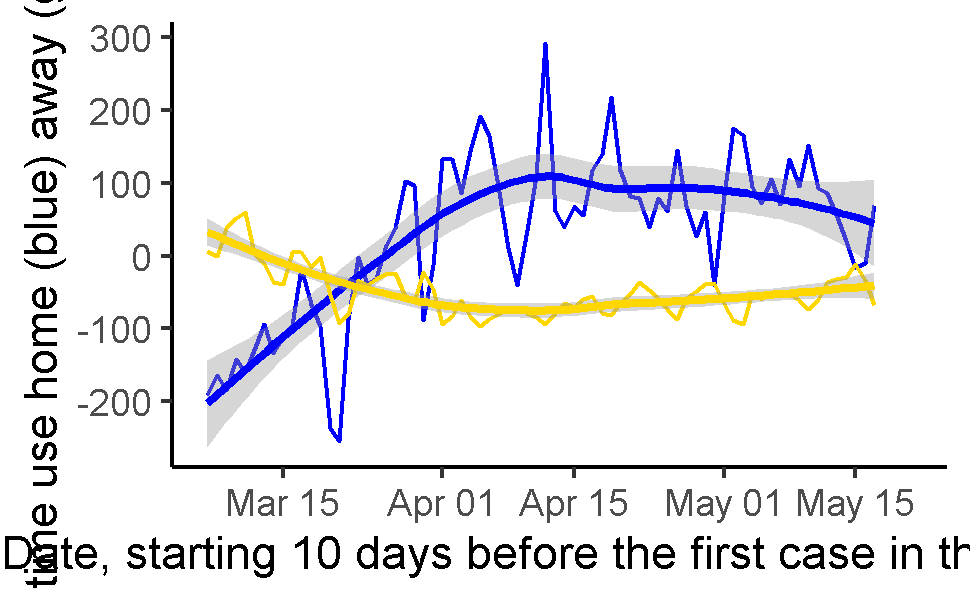 time use home (blue) away (
300
200
100
0
-100
-200
Mar 15 Apr 01 Apr 15 May 01 May 15
Date, starting 10 days before the first case in th